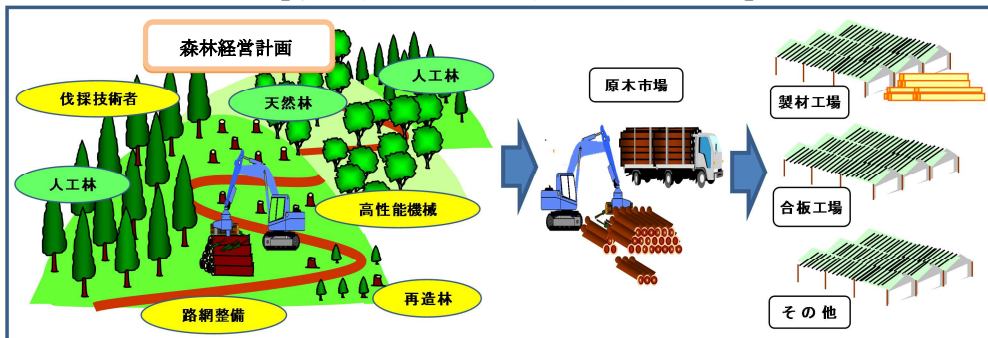 森林経営計画
人工林
伐採技術者
天然林
人工林
高性能機械
再造林
路網整備
原木市場
製材工場
合板工場
その他